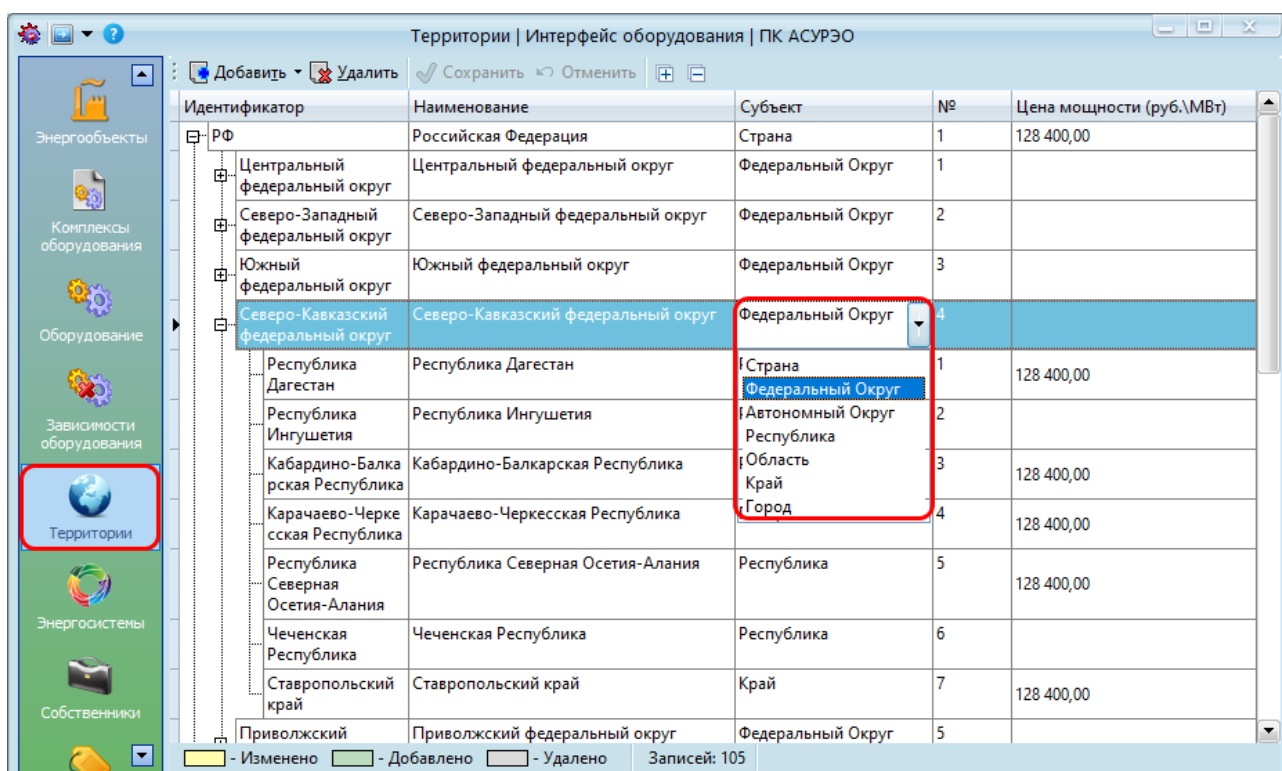 Территории | Интерфейс оборудования | ПК АСУРЭО
Добавить Удалить Сохранить Отменить
Энергообъекты
Комплексы
оборудования
Оборудование
Зависимости
оборудования
Территории
Энергосистемы
Собственники
Идентификатор Наименование Субъект № Цена мощности (руб.\МВт)
РФ Российская Федерация Страна 1 128 400,00
Центральный Центральный федеральный округ Федеральный Округ 1
федеральный округ
Северо-Западный Северо-Западный федеральный округ Федеральный Округ 2
федеральный округ
Южный Южный федеральный округ Федеральный Округ 3
федеральный округ
Северо-Кавказский Северо-Кавказский федеральный округ Федеральный Округ 4
федеральный округ
Республика Республика Дагестан 1 128 400,00
Дагестан
Республика Республика Ингушетия 2
Ингушетия
Кабардино-Балка Кабардино-Балкарская Республика 3 128 400,00
рская Республика
Карачаево-Черке Карачаево-Черкесская Республика 4 128 400,00
сская Республика
Страна
Федеральный Округ
Автономный Округ
Республика
Область
Край
Город
Республика Республика Северная Осетия-Алания Республика 5 128 400,00
Северная
Осетия-Алания
Чеченская Чеченская Республика Республика 6
Республика
Ставропольский Ставропольский край Край 7 128 400,00
край
Приволжский Приволжский федеральный округ Федеральный Округ 5
- Изменено - Добавлено - Удалено Записей: 105